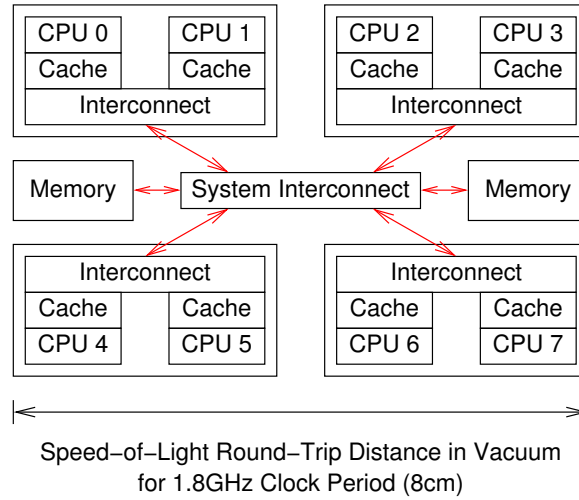 CPU 0 CPU 1 CPU 2 CPU 3
Cache Cache Cache Cache
Interconnect Interconnect
Memory System Interconnect Memory
Interconnect Interconnect
Cache Cache Cache Cache
CPU 4 CPU 5 CPU 6 CPU 7
Speed−of−Light Round−Trip Distance in Vacuum
for 1.8GHz Clock Period (8cm)